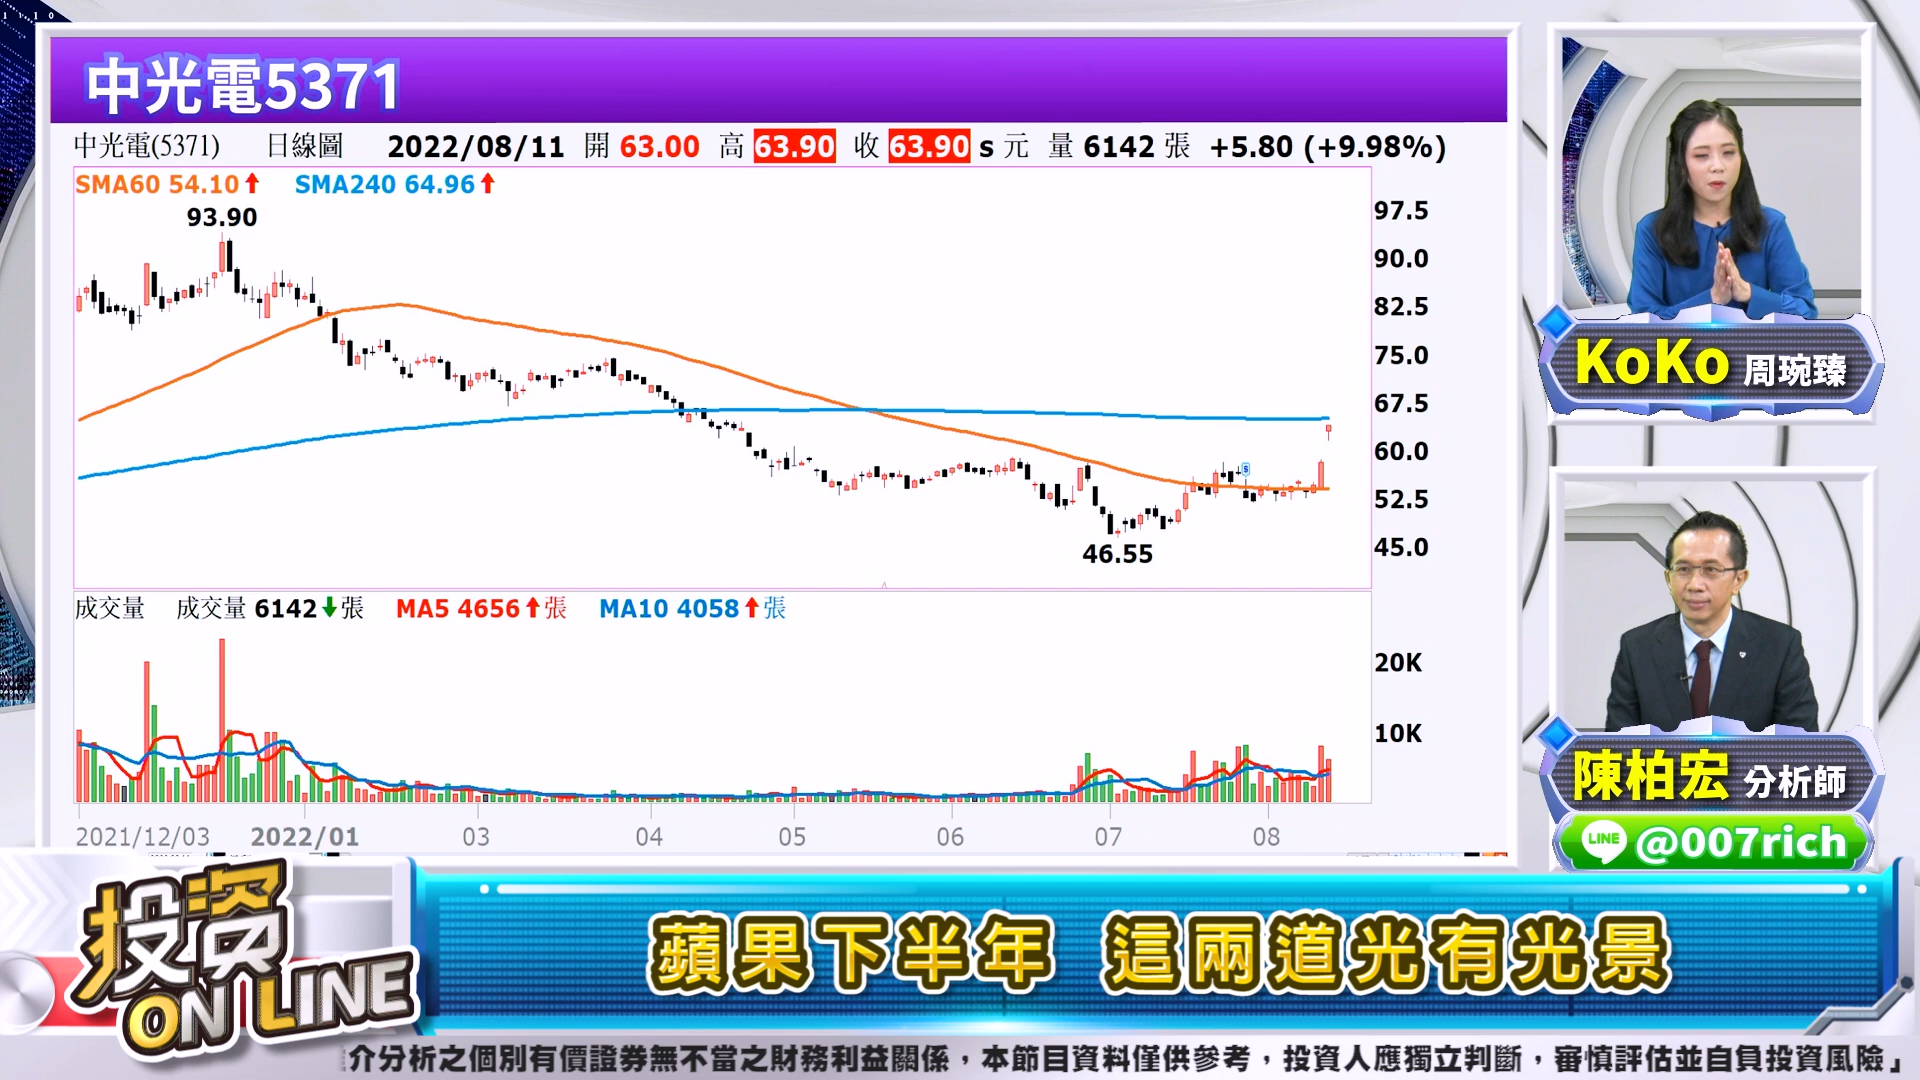 中光電5371
中光電(5371) 日線圖 2022/08/11 開 63.00 高 63.90 收 63.90 s 元 量 6142 張 +5.80 (+9.98%)
SMA60 54.10↑ SMA240 64.96↑
93.90
97.5
90.0
82.5
75.0
67.5
60.0
52.5
45.0
46.55
成交量 成交量 6142↓張 MA5 4656↑張 MA10 4058↑張
20K
10K
2021/12/03 2022/01 03 04 05 06 07 08
KoKo 周琬臻
陳柏宏 分析師
LINE @007rich
投資
ON LINE
蘋果下半年 這兩道光有光景
介分析之個別有價證券無不當之財務利益關係，本節目資料僅供參考，投資人應獨立判斷，審慎評估並自負投資風險」